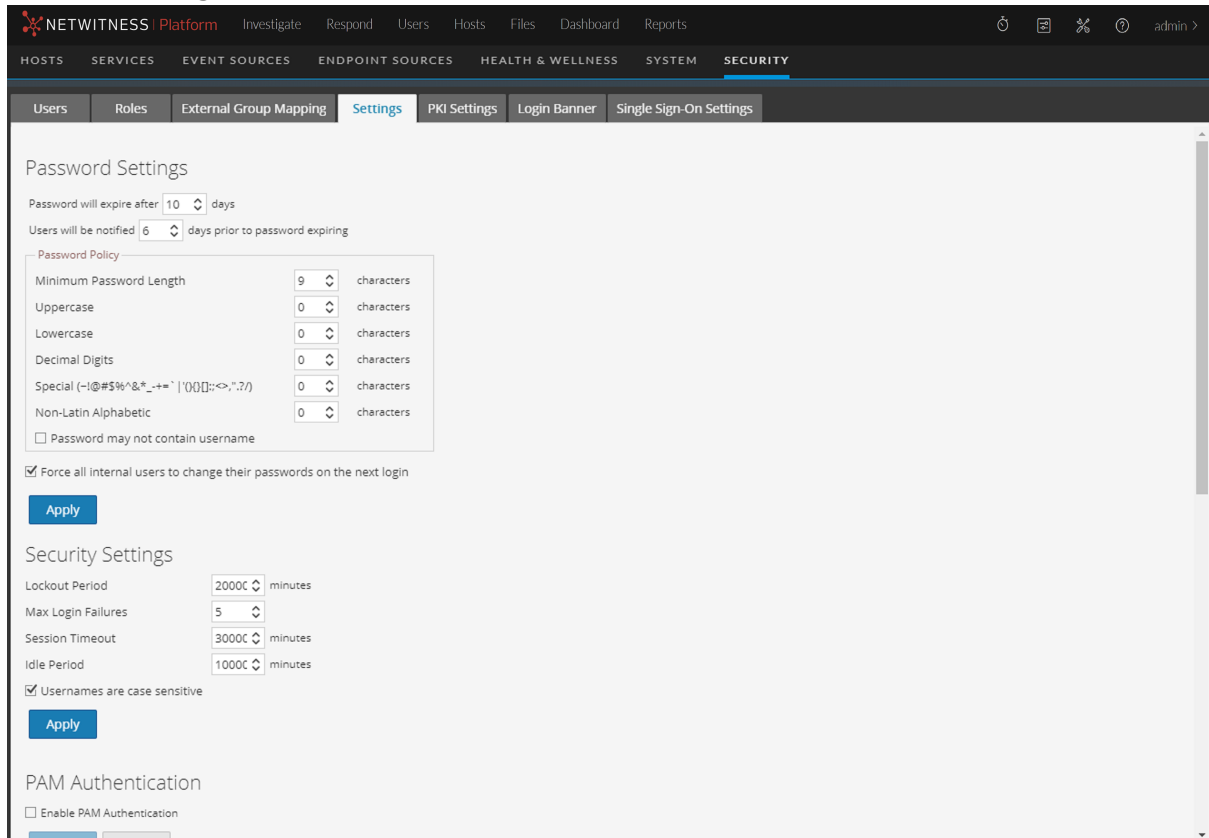 NETWITNESS Platform Investigate Respond Users Hosts Files Dashboard Reports admin >
HOSTS SERVICES EVENT SOURCES ENDPOINT SOURCES HEALTH & WELLNESS SYSTEM SECURITY
Users Roles External Group Mapping Settings PKI Settings Login Banner Single Sign-On Settings
Password Settings
Password will expire after 10 days
Users will be notified 6 days prior to password expiring
Password Policy
Minimum Password Length 9 characters
Uppercase 0 characters
Lowercase 0 characters
Decimal Digits 0 characters
Special (~!@#$%^&*_-+=`|'(){}[]:;<>,".?/) 0 characters
Non-Latin Alphabetic 0 characters
Password may not contain username
Force all internal users to change their passwords on the next login
Apply
Security Settings
Lockout Period minutes
Max Login Failures 5
Session Timeout minutes
Idle Period minutes
Usernames are case sensitive
Apply
PAM Authentication
Enable PAM Authentication